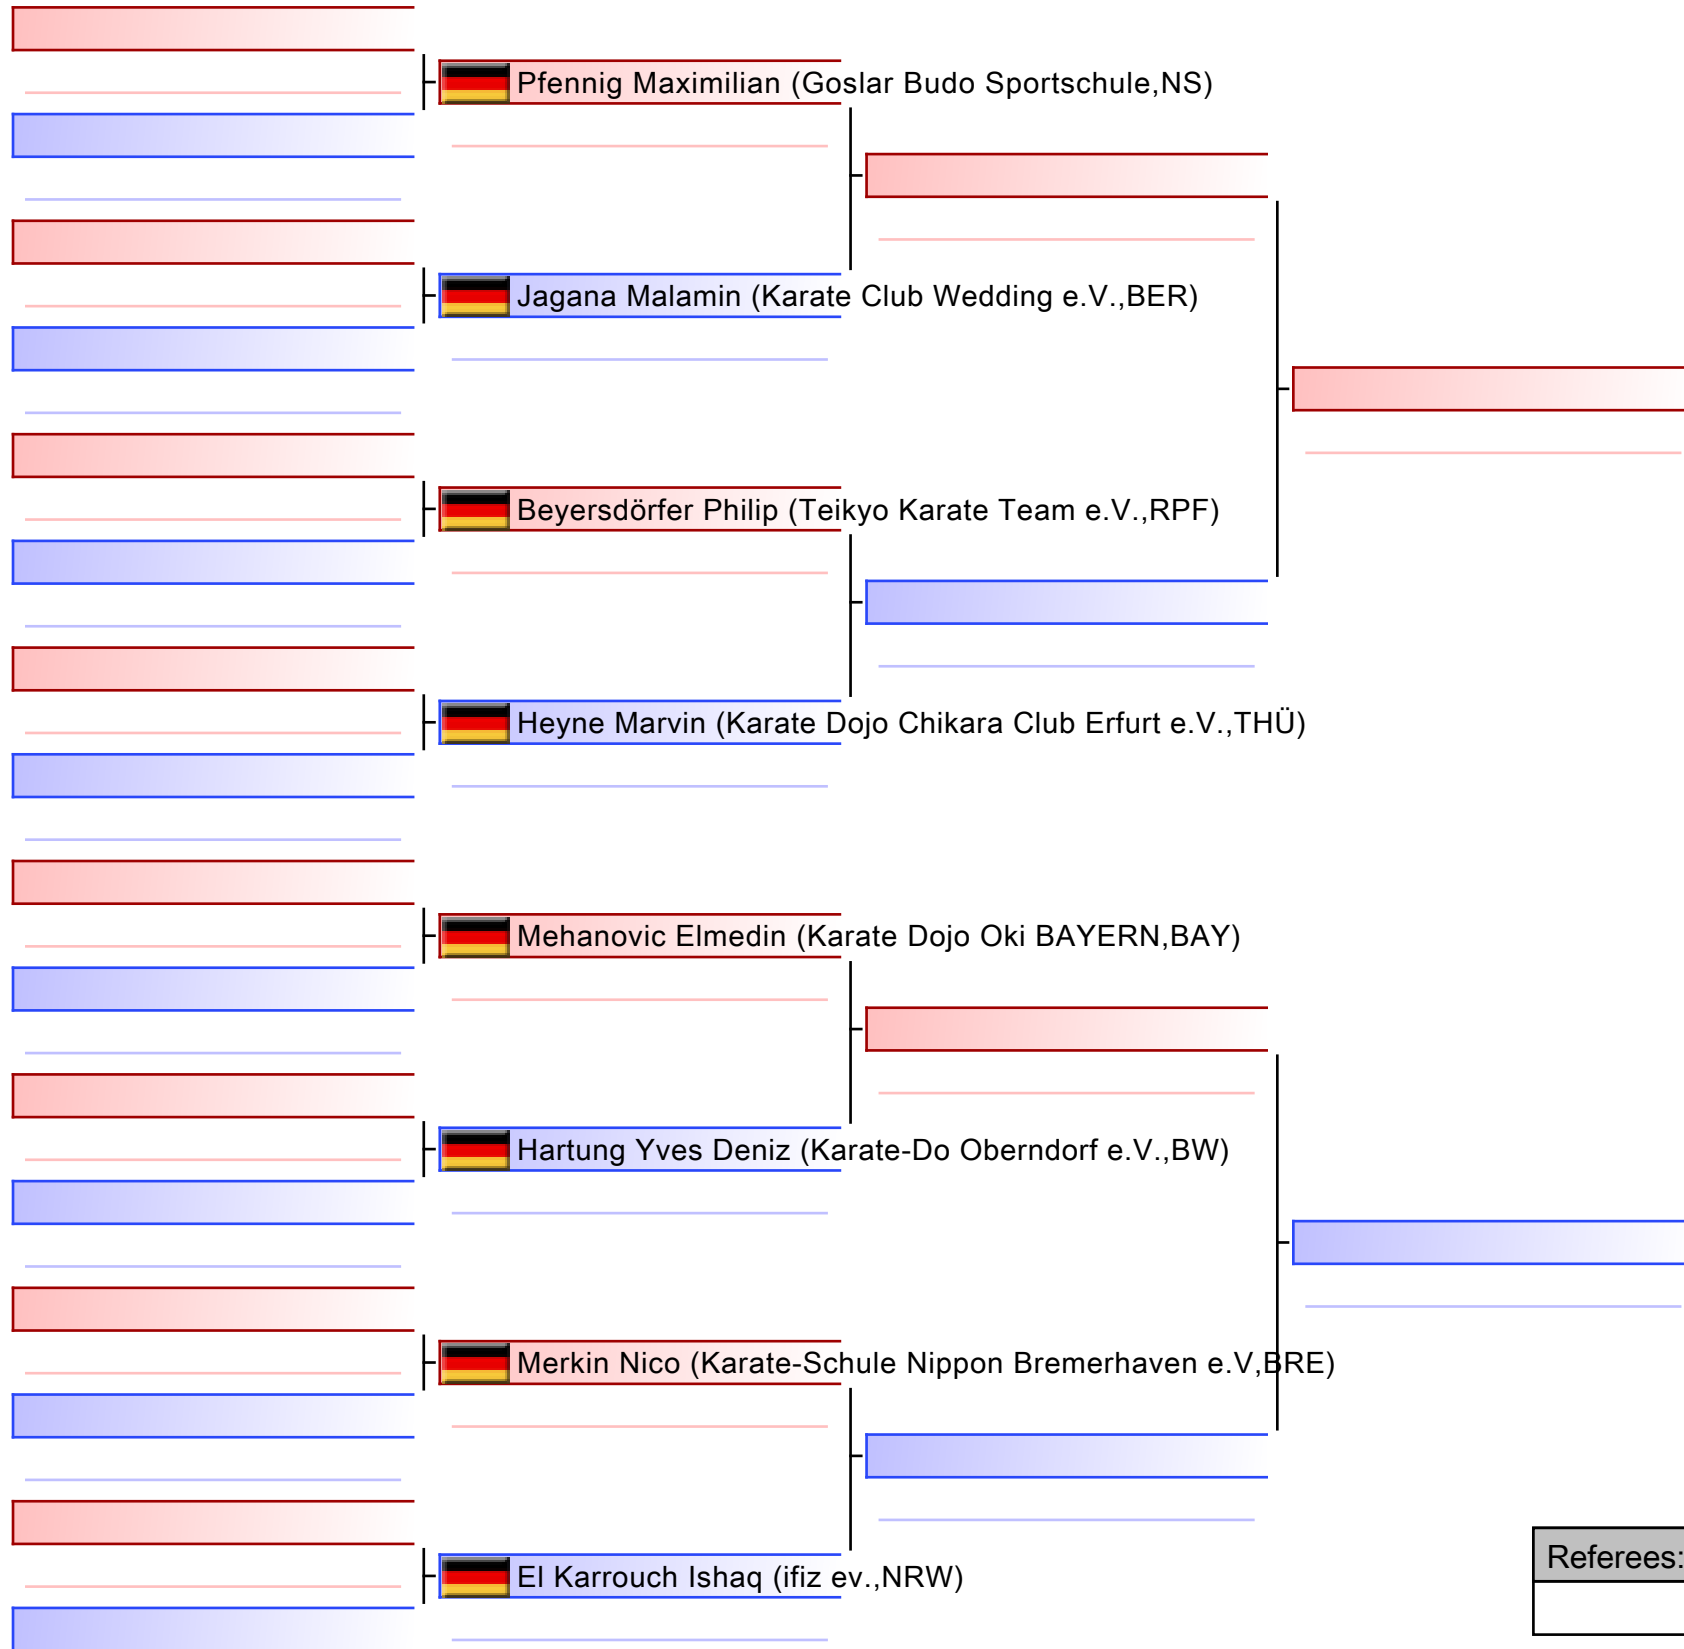 Pfennig Maximilian (Goslar Budo Sportschule,NS)
Jagana Malamin (Karate Club Wedding e.V.,BER)
Beyersdörfer Philip (Teikyo Karate Team e.V.,RPF)
Heyne Marvin (Karate Dojo Chikara Club Erfurt e.V.,THÜ)
Mehanovic Elmedin (Karate Dojo Oki BAYERN,BAY)
Hartung Yves Deniz (Karate-Do Oberndorf e.V.,BW)
Merkin Nico (Karate-Schule Nippon Bremerhaven e.V,BRE)
El Karrouch Ishaq (ifiz ev.,NRW)
Referees: